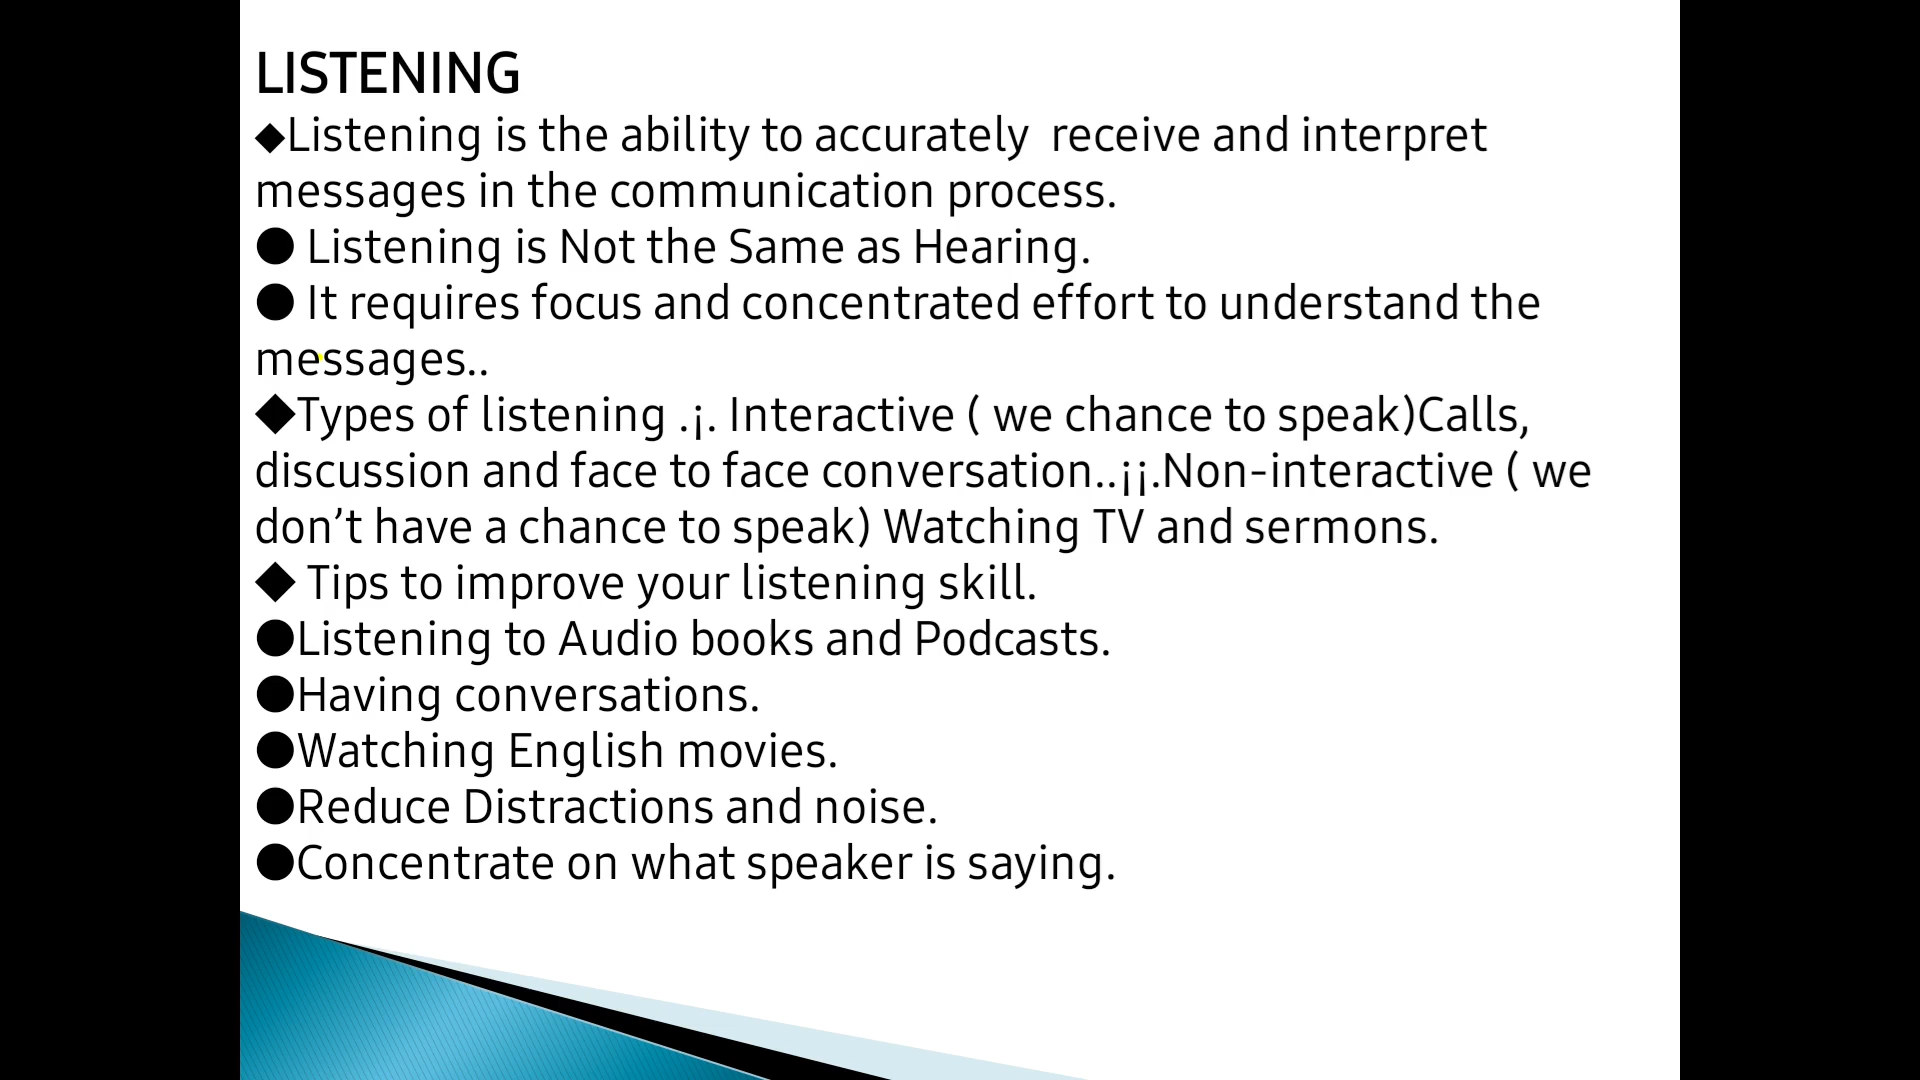 LISTENING
◆Listening is the ability to accurately  receive and interpret
messages in the communication process.
● Listening is Not the Same as Hearing.
● It requires focus and concentrated effort to understand the
messages..
◆Types of listening .¡. Interactive ( we chance to speak)Calls,
discussion and face to face conversation..¡¡.Non-interactive ( we
don’t have a chance to speak) Watching TV and sermons.
◆ Tips to improve your listening skill.
●Listening to Audio books and Podcasts.
●Having conversations.
●Watching English movies.
●Reduce Distractions and noise.
●Concentrate on what speaker is saying.